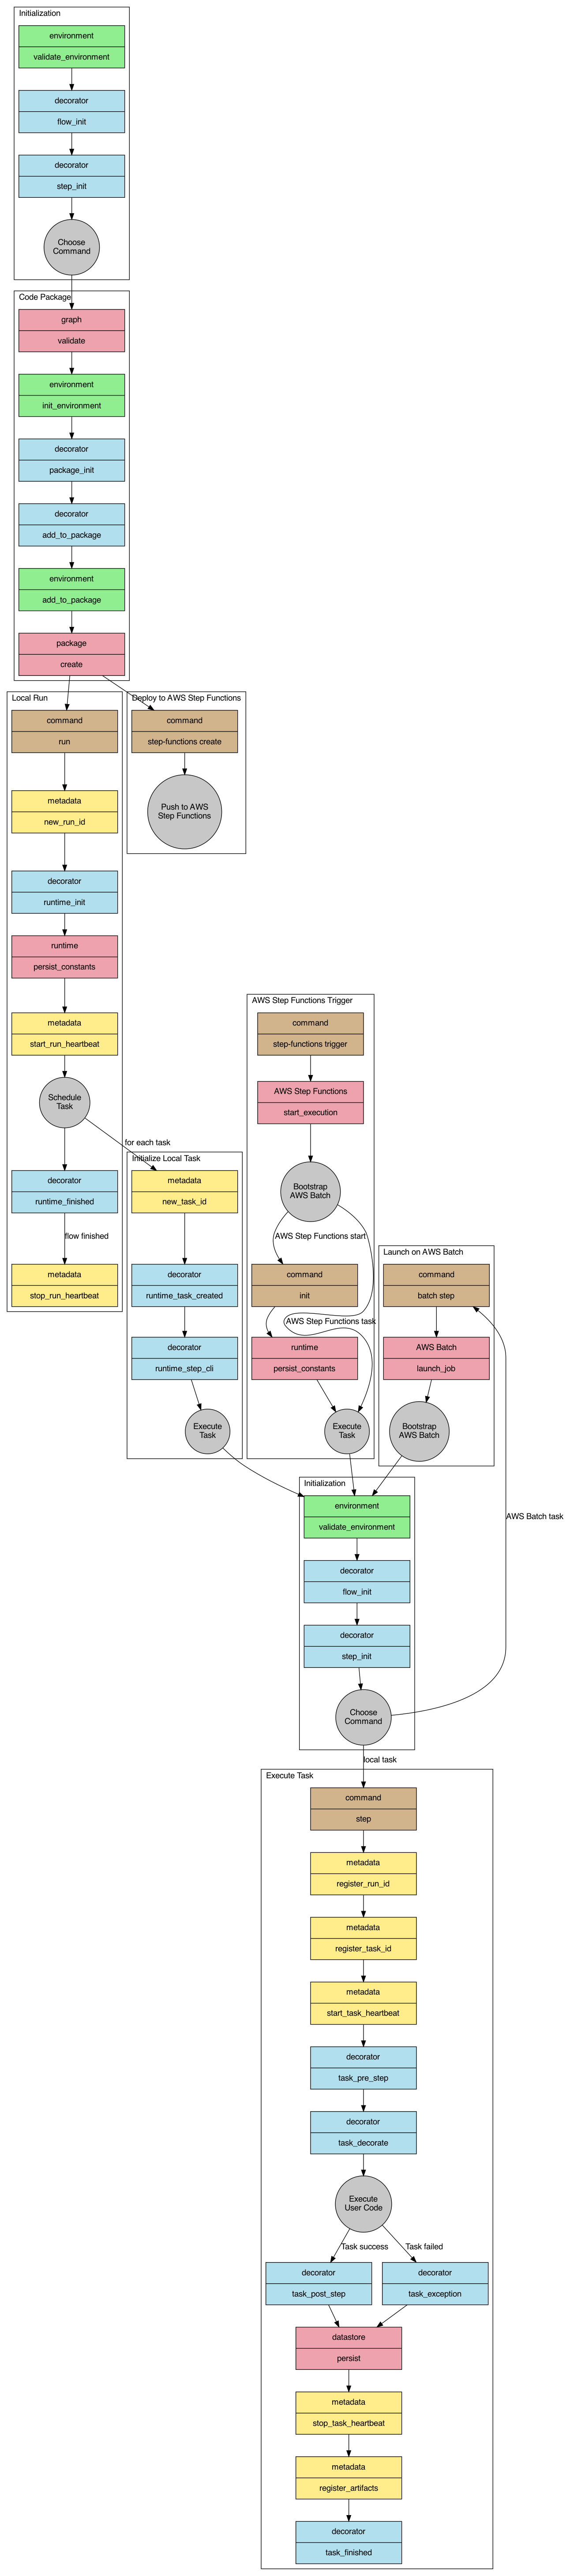 Initialization
environment
validate_environment
decorator
flow_init
decorator
step_init
Choose
Command
Code Package
graph
validate
environment
init_environment
decorator
package_init
decorator
add_to_package
environment
add_to_package
package
create
Local Run
command
run
metadata
new_run_id
decorator
runtime_init
runtime
persist_constants
metadata
start_run_heartbeat
Schedule
Task
decorator
runtime_finished
flow finished
metadata
stop_run_heartbeat
Deploy to AWS Step Functions
command
step-functions create
Push to AWS
Step Functions
for each task
Initialize Local Task
metadata
new_task_id
decorator
runtime_task_created
decorator
runtime_step_cli
Execute
Task
AWS Step Functions Trigger
command
step-functions trigger
AWS Step Functions
start_execution
Bootstrap
AWS Batch
AWS Step Functions start
command
init
AWS Step Functions task
runtime
persist_constants
Execute
Task
Launch on AWS Batch
command
batch step
AWS Batch
launch_job
Bootstrap
AWS Batch
Initialization
environment
validate_environment
AWS Batch task
decorator
flow_init
decorator
step_init
Choose
Command
local task
Execute Task
command
step
metadata
register_run_id
metadata
register_task_id
metadata
start_task_heartbeat
decorator
task_pre_step
decorator
task_decorate
Execute
User Code
Task success
Task failed
decorator
task_post_step
decorator
task_exception
datastore
persist
metadata
stop_task_heartbeat
metadata
register_artifacts
decorator
task_finished